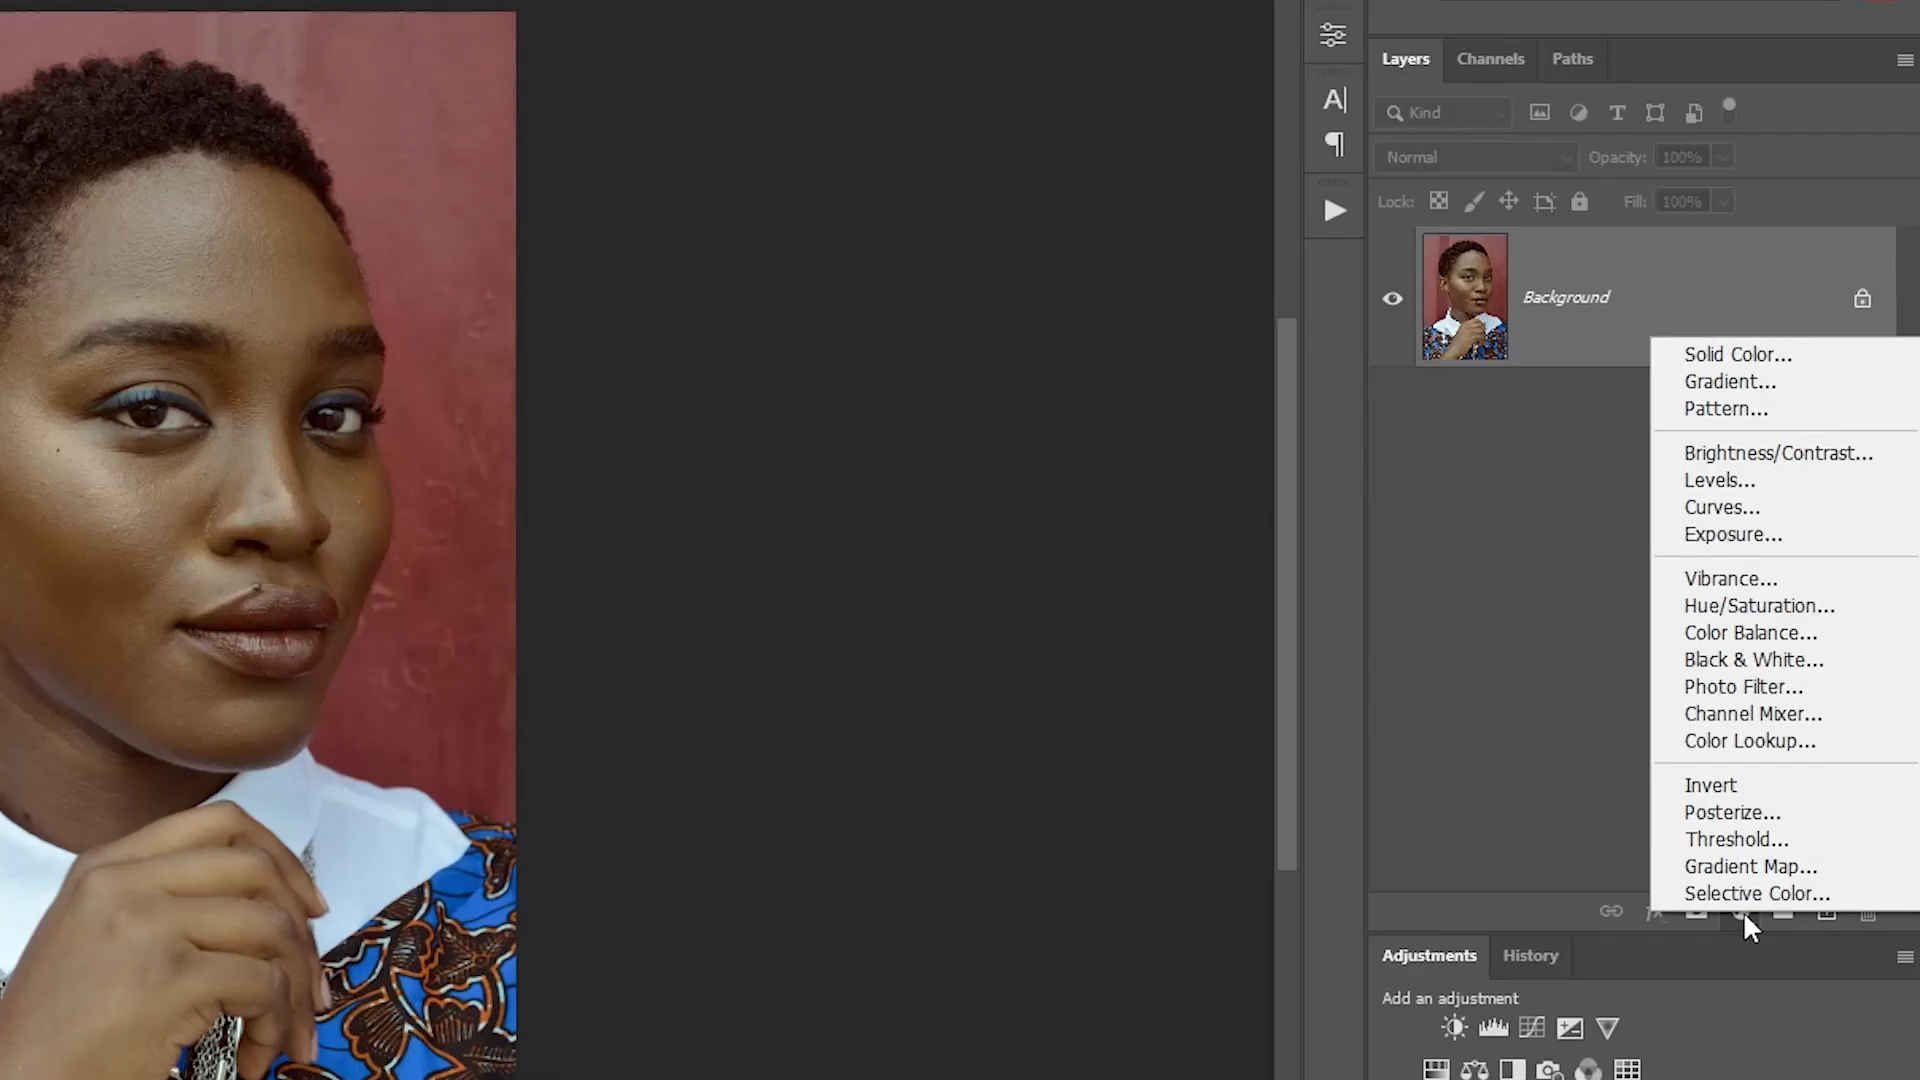 Layers Channels Paths
Kind
Normal Opacity: 100%
Lock: Fill: 100%
Background
Solid Color...
Gradient...
Pattern...
Brightness/Contrast...
Levels...
Curves...
Exposure...
Vibrance...
Hue/Saturation...
Color Balance...
Black & White...
Photo Filter...
Channel Mixer...
Color Lookup...
Invert
Posterize...
Threshold...
Gradient Map...
Selective Color...
Adjustments History
Add an adjustment